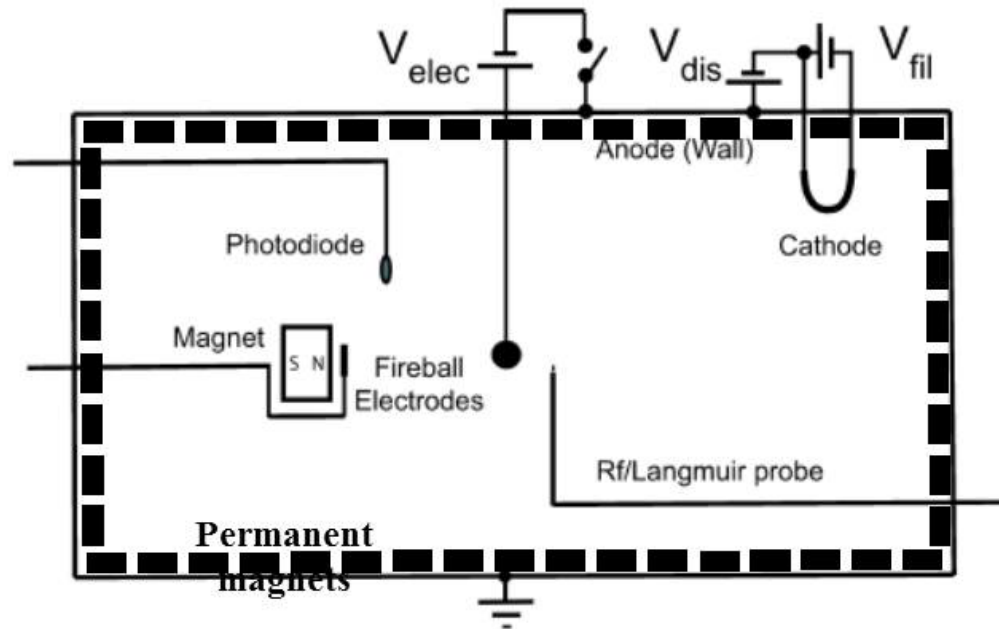 V elec
V dis
V fil
Anode (Wall)
Photodiode
Cathode
Magnet
S N
Fireball
Electrodes
Rf/Langmuir probe
Permanent
magnets